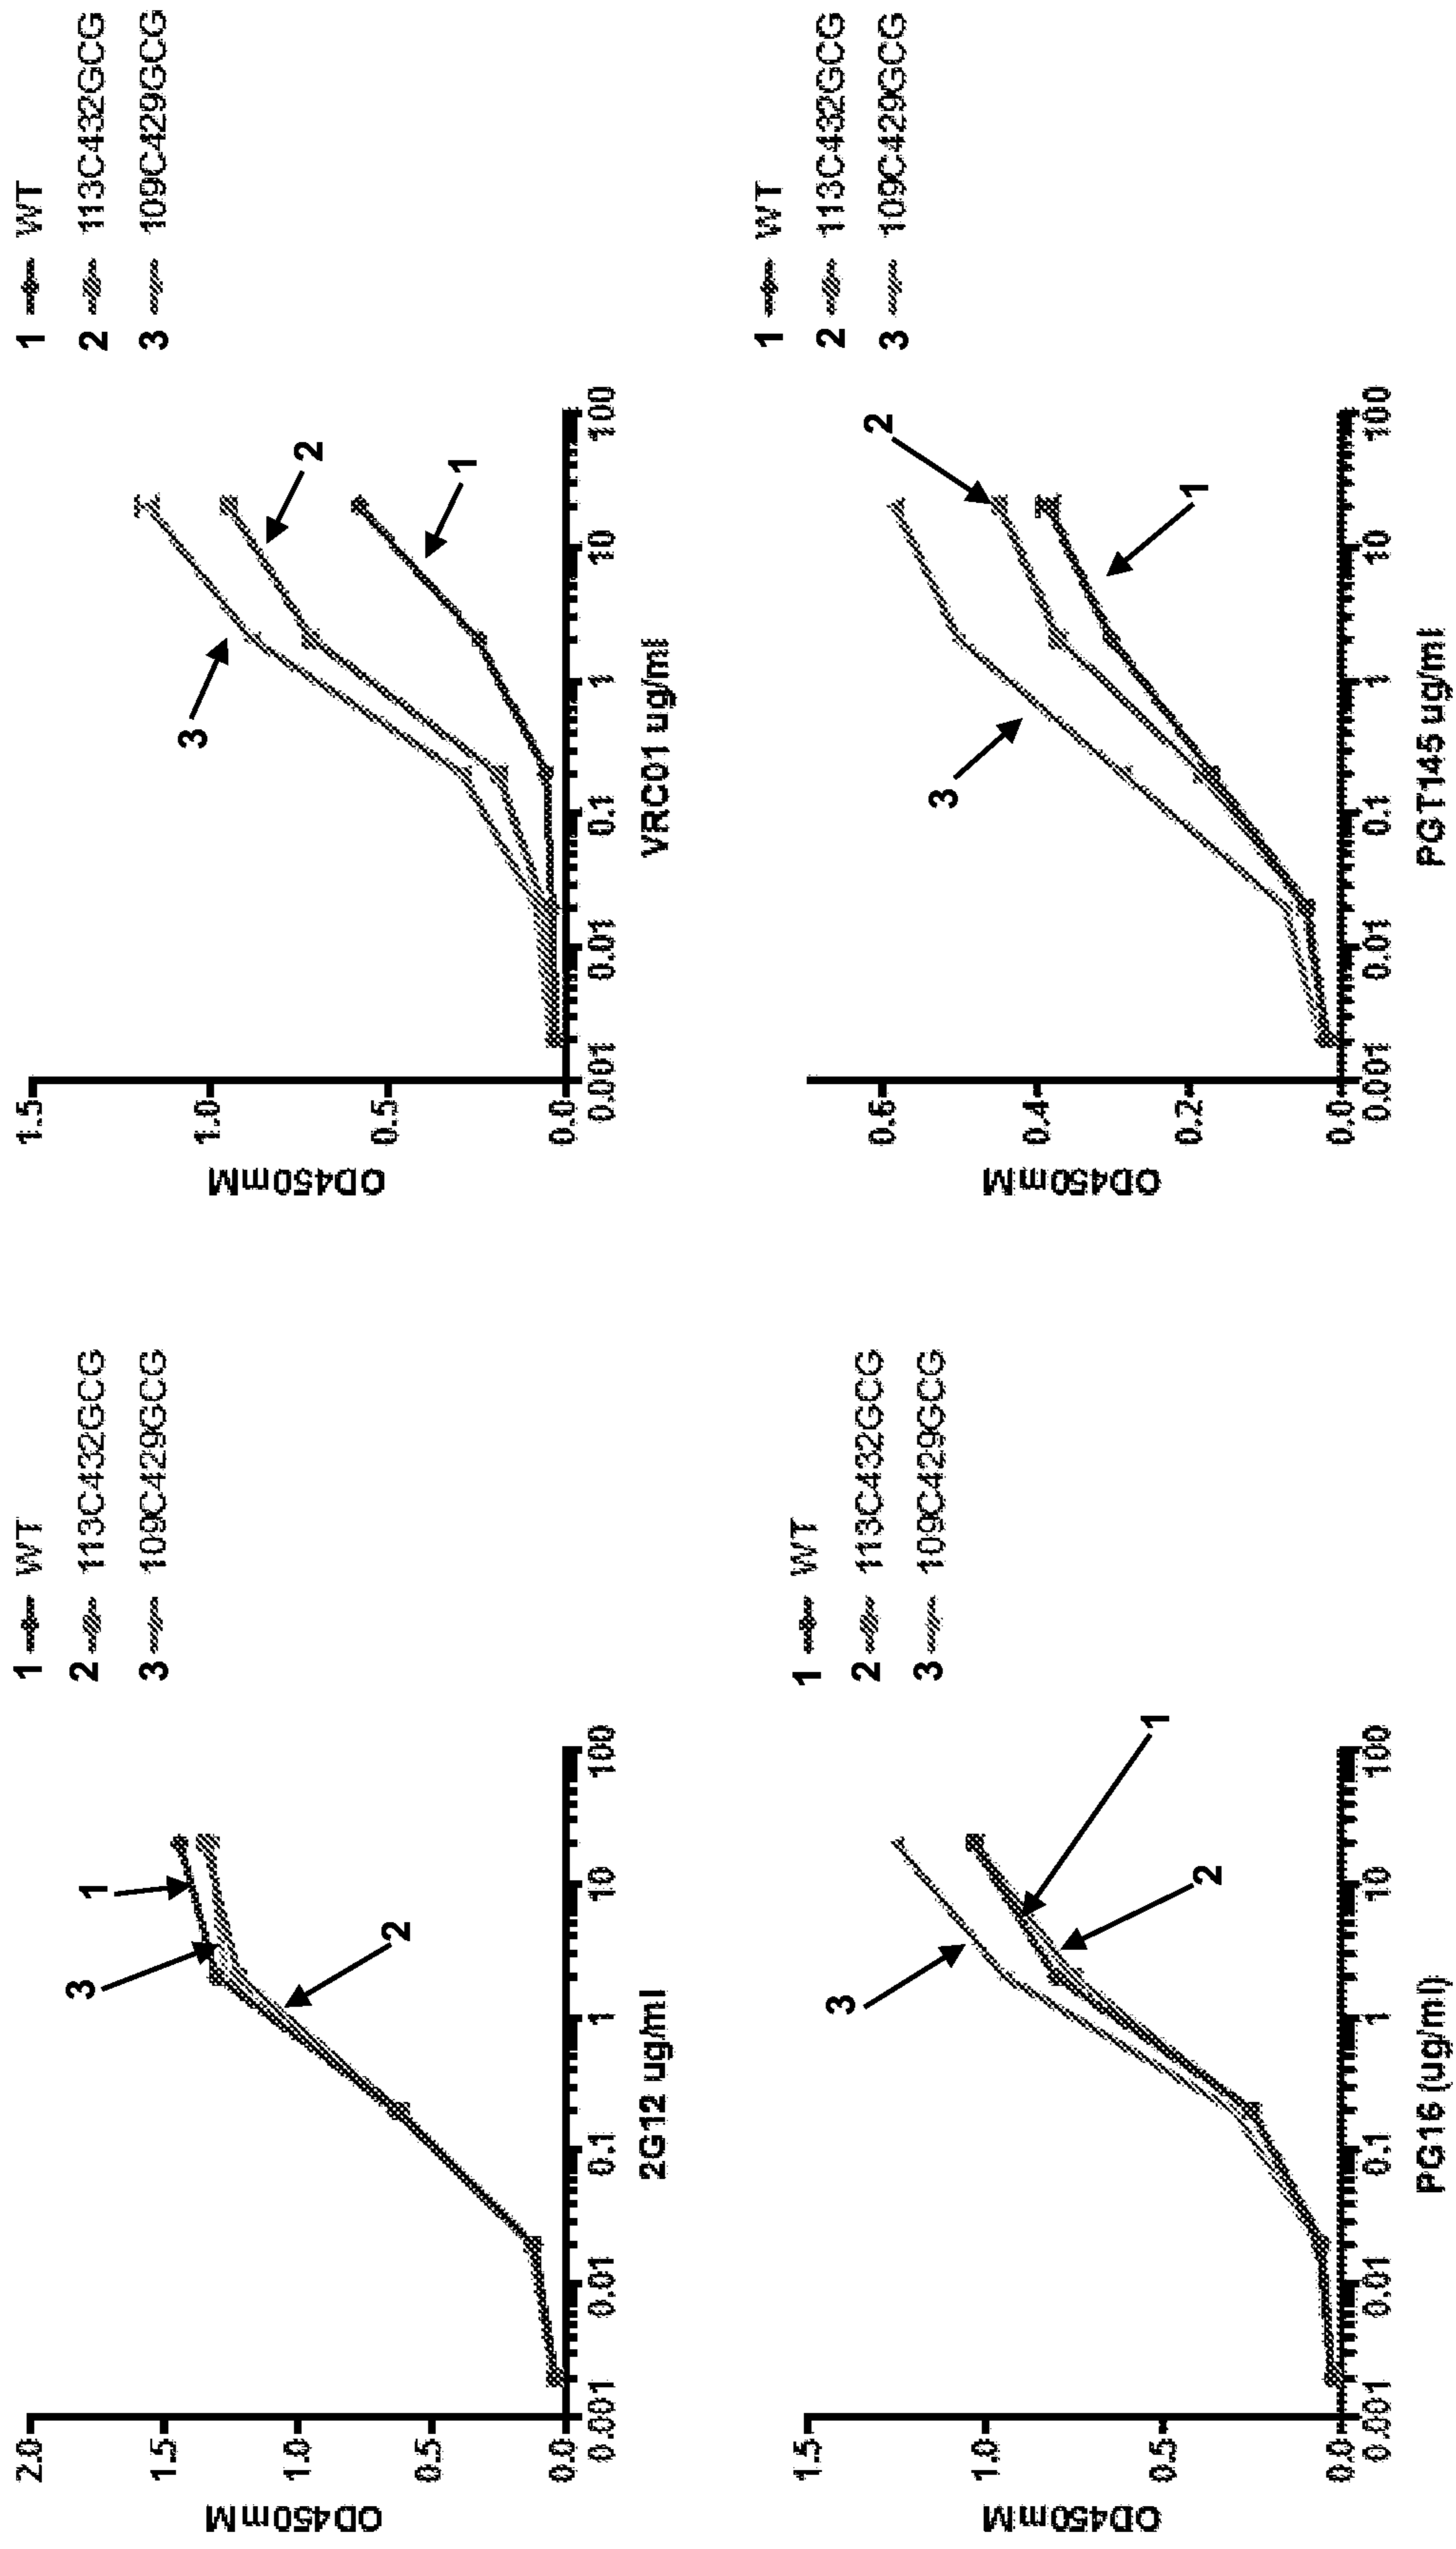 1 WT
2 113C432GCG
3 109C429GCG
OD450mM
2.0
1.5
1.0
0.5
0.0
1
3
2
0.001 0.01 0.1 1 10 100
2G12 ug/ml
1 WT
2 113C432GCG
3 109C429GCG
OD450mM
1.5
1.0
0.5
0.0
3
2
1
0.001 0.01 0.1 1 10 100
VRC01 ug/ml
1 WT
2 113C432GCG
3 109C429GCG
OD450mM
1.5
1.0
0.5
0.0
3
1
2
0.001 0.01 0.1 1 10 100
PG16 (ug/ml)
1 WT
2 113C432GCG
3 109C429GCG
OD450mM
0.6
0.4
0.2
0.0
2
3
1
0.001 0.01 0.1 1 10 100
PGT145 ug/ml